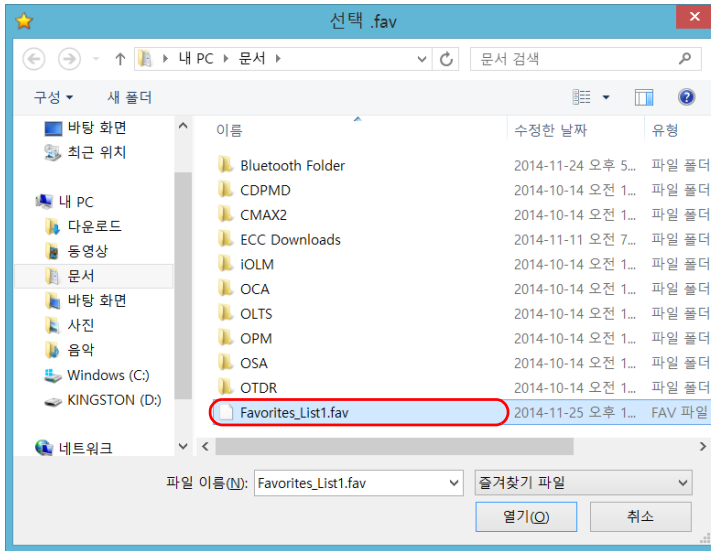 선택 .fav
내 PC 문서
문서 검색
구성 새 폴더
바탕 화면
최근 위치
내 PC
다운로드
동영상
문서
바탕 화면
사진
음악
Windows (C:)
KINGSTON (D:)
네트워크
이름 수정한 날짜 유형
Bluetooth Folder 2014-11-24 오후 5... 파일 폴더
CDPMD 2014-10-14 오전 1... 파일 폴더
CMAX2 2014-10-14 오전 1... 파일 폴더
ECC Downloads 2014-11-11 오전 7... 파일 폴더
iOLM 2014-10-14 오전 1... 파일 폴더
OCA 2014-10-14 오전 1... 파일 폴더
OLTS 2014-10-14 오전 1... 파일 폴더
OPM 2014-10-14 오전 1... 파일 폴더
OSA 2014-10-14 오전 1... 파일 폴더
OTDR 2014-10-14 오전 1... 파일 폴더
Favorites_List1.fav 2014-11-25 오후 1... FAV 파일
파일 이름(N): Favorites_List1.fav 즐겨찾기 파일
열기(O) 취소